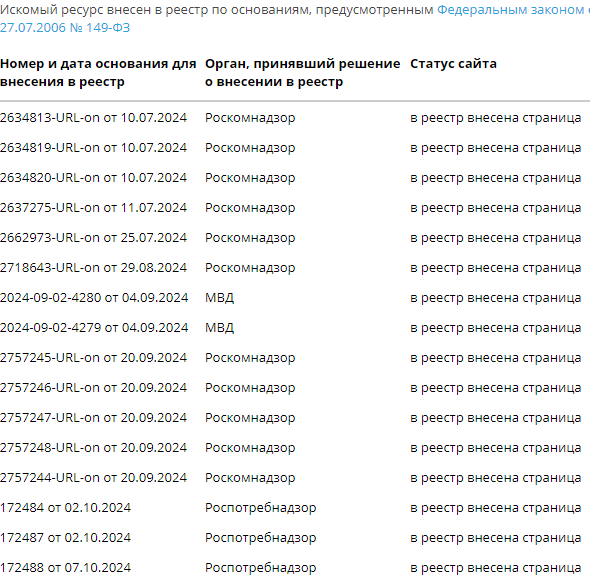 Искомый ресурс внесен в реестр по основаниям, предусмотренным Федеральным законом
27.07.2006 № 149-ФЗ
Номер и дата основания для внесения в реестр Орган, принявший решение о внесении в реестр Статус сайта
2634813-URL-on от 10.07.2024 Роскомнадзор в реестр внесена страница
2634819-URL-on от 10.07.2024 Роскомнадзор в реестр внесена страница
2634820-URL-on от 10.07.2024 Роскомнадзор в реестр внесена страница
2637275-URL-on от 11.07.2024 Роскомнадзор в реестр внесена страница
2662973-URL-on от 25.07.2024 Роскомнадзор в реестр внесена страница
2718643-URL-on от 29.08.2024 Роскомнадзор в реестр внесена страница
2024-09-02-4280 от 04.09.2024 МВД в реестр внесена страница
2024-09-02-4279 от 04.09.2024 МВД в реестр внесена страница
2757245-URL-on от 20.09.2024 Роскомнадзор в реестр внесена страница
2757246-URL-on от 20.09.2024 Роскомнадзор в реестр внесена страница
2757247-URL-on от 20.09.2024 Роскомнадзор в реестр внесена страница
2757248-URL-on от 20.09.2024 Роскомнадзор в реестр внесена страница
2757244-URL-on от 20.09.2024 Роскомнадзор в реестр внесена страница
172484 от 02.10.2024 Роспотребнадзор в реестр внесена страница
172487 от 02.10.2024 Роспотребнадзор в реестр внесена страница
172488 от 07.10.2024 Роспотребнадзор в реестр внесена страница